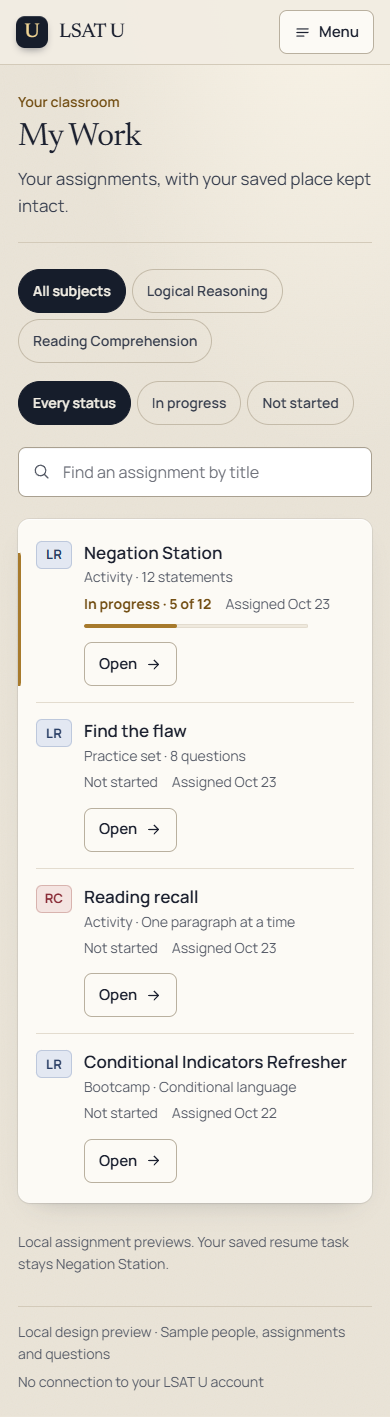 U LSAT U Menu
Your classroom
My Work
Your assignments, with your saved place kept
intact.
All subjects Logical Reasoning
Reading Comprehension
Every status In progress Not started
Find an assignment by title
LR Negation Station
Activity · 12 statements
In progress · 5 of 12 Assigned Oct 23
Open →
LR Find the flaw
Practice set · 8 questions
Not started Assigned Oct 23
Open →
RC Reading recall
Activity · One paragraph at a time
Not started Assigned Oct 23
Open →
LR Conditional Indicators Refresher
Bootcamp · Conditional language
Not started Assigned Oct 22
Open →
Local assignment previews. Your saved resume task
stays Negation Station.
Local design preview · Sample people, assignments
and questions
No connection to your LSAT U account